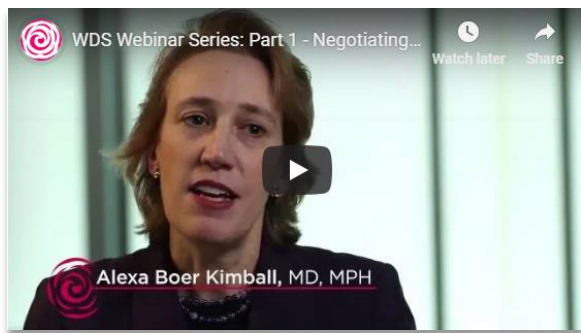 WDS Webinar Series: Part 1 - Negotiating...
Watch later
Share
Alexa Boer Kimball, MD, MPH